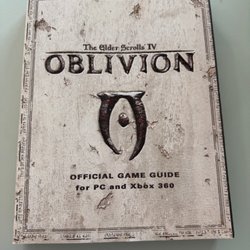 The Elder Scrolls IV
OBLIVION
OFFICIAL GAME GUIDE
for PC and Xbox 360